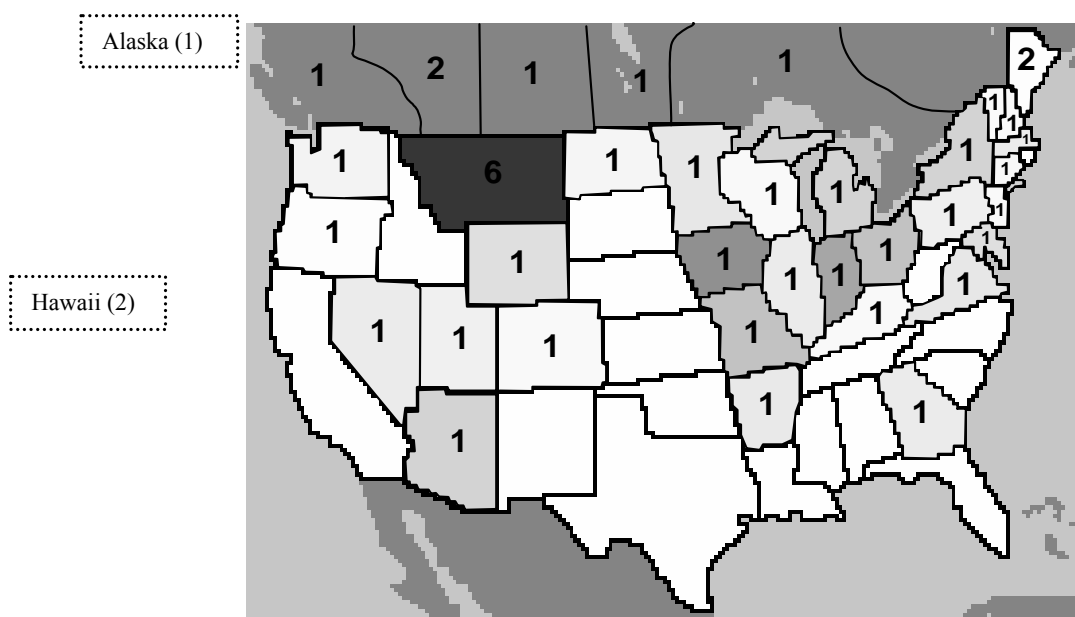 Alaska (1)
1 2 1 1 1 2
1
1
1
1 6 1 1 1 1 1 1
1 1 1 1
1 1 1 1 1 1 1
Hawaii (2)
1 1 1 1 1
1 1 1